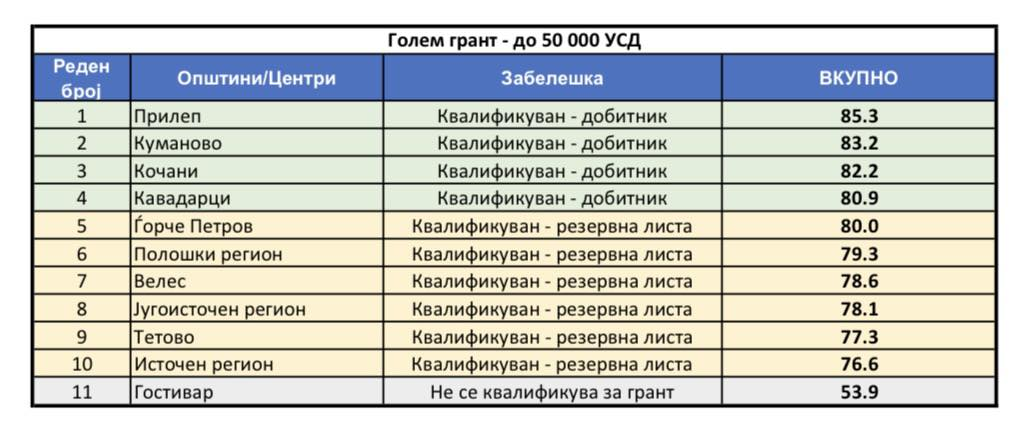 Голем грант - до 50 000 УСД
Реден број Општини/Центри Забелешка ВКУПНО
1 Прилеп Квалификуван - добитник 85.3
2 Куманово Квалификуван - добитник 83.2
3 Кочани Квалификуван - добитник 82.2
4 Кавадарци Квалификуван - добитник 80.9
5 Ѓорче Петров Квалификуван - резервна листа 80.0
6 Полошки регион Квалификуван - резервна листа 79.3
7 Велес Квалификуван - резервна листа 78.6
8 Југоисточен регион Квалификуван - резервна листа 78.1
9 Тетово Квалификуван - резервна листа 77.3
10 Источен регион Квалификуван - резервна листа 76.6
11 Гостивар Не се квалификува за грант 53.9